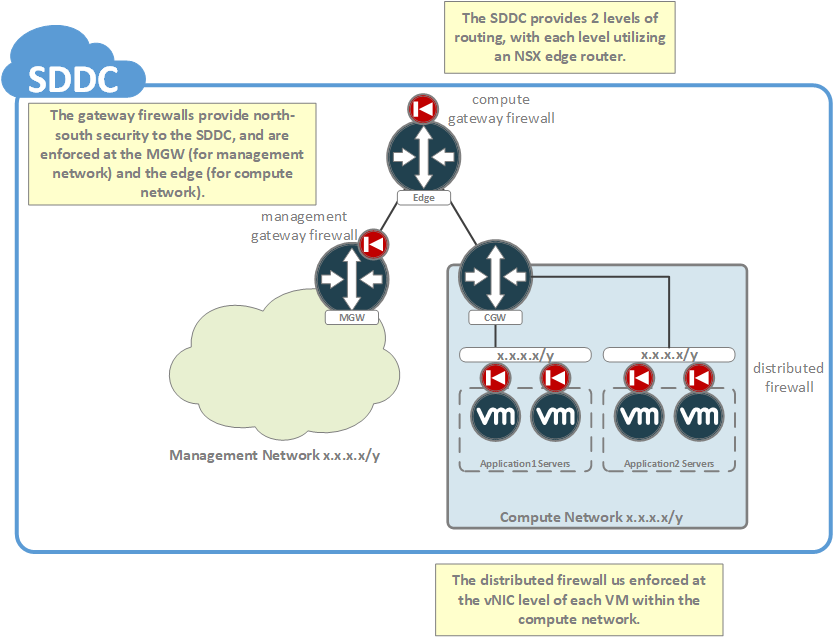 The SDDC provides 2 levels of
routing, with each level utilizing
an NSX edge router.
SDDC
The gateway firewalls provide north-
south security to the SDDC, and are
enforced at the MGW (for management
network) and the edge (for compute
network).
compute
gateway firewall
Edge
management
gateway firewall
MGW
CGW
x.x.x.x/y
x.x.x.x/y
distributed
firewall
vm
vm
vm
vm
Application1 Servers
Application2 Servers
Management Network x.x.x.x/y
Compute Network x.x.x.x/y
The distributed firewall us enforced at
the vNIC level of each VM within the
compute network.